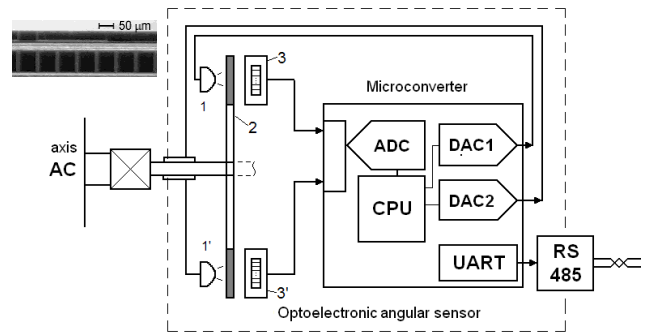 50 μm
3
1
2
axis
AC
Microconverter
ADC
DAC1
CPU
DAC2
1'
3'
UART
RS
485
Optoelectronic angular sensor